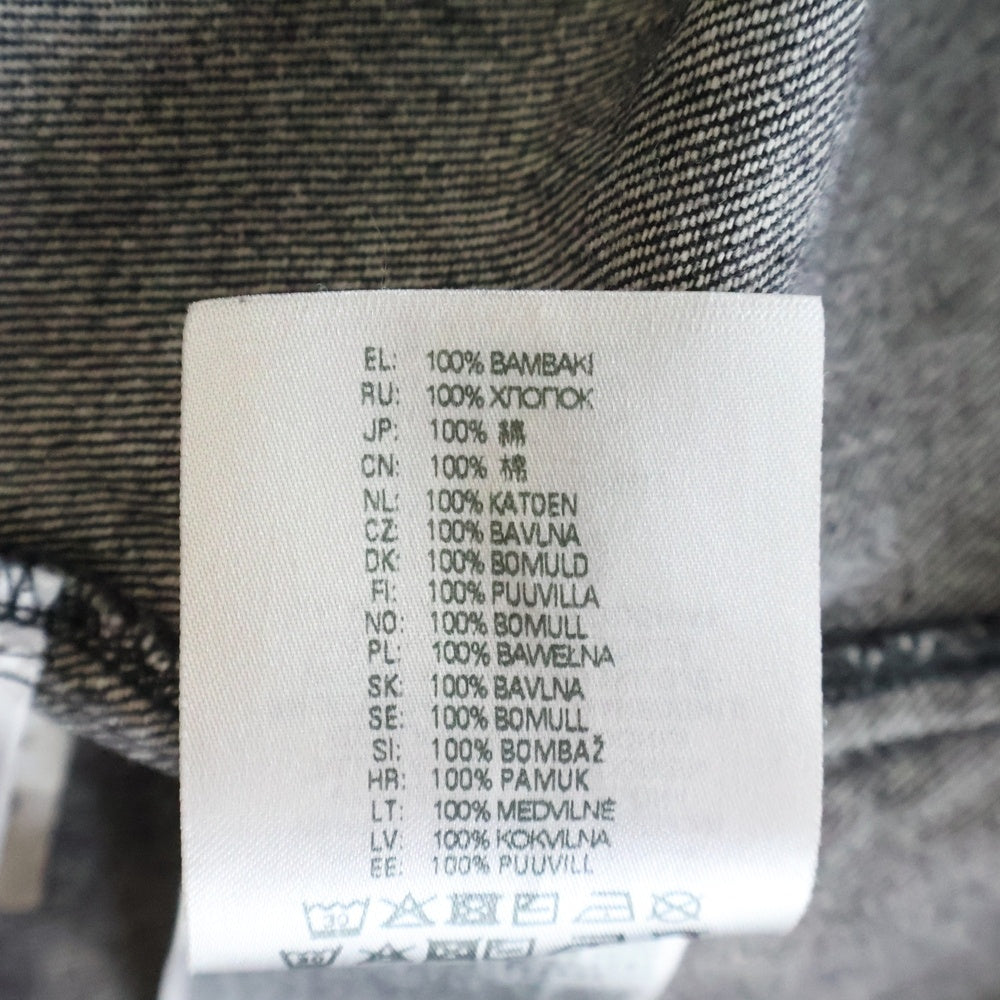 EL: 100% BAMBAKI
RU: 100% ХЛОПОК
JP: 100% 綿
CN: 100% 棉
NL: 100% KATOEN
CZ: 100% BAVLNA
DK: 100% BOMULD
FI: 100% PUUVILLA
NO: 100% BOMULL
PL: 100% BAWEŁNA
SK: 100% BAVLNA
SE: 100% BOMULL
SI: 100% BOMBAŽ
HR: 100% PAMUK
LT: 100% MEDVILNĖ
LV: 100% KOKVILNA
EE: 100% PUUVILL
30